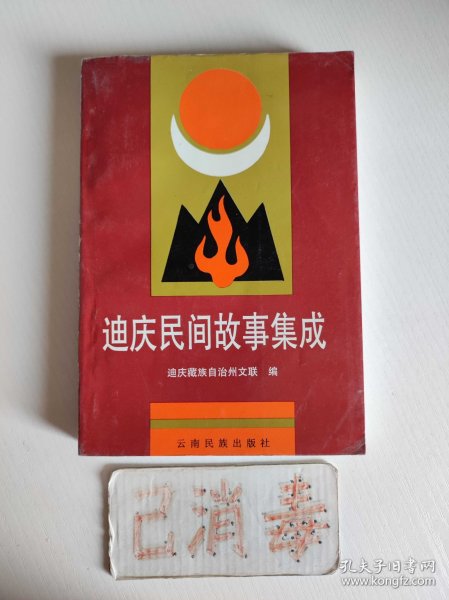 迪庆民间故事集成
迪庆藏族自治州文联 编
云南民族出版社
已消毒
孔夫子旧书网
www.kongfz.com